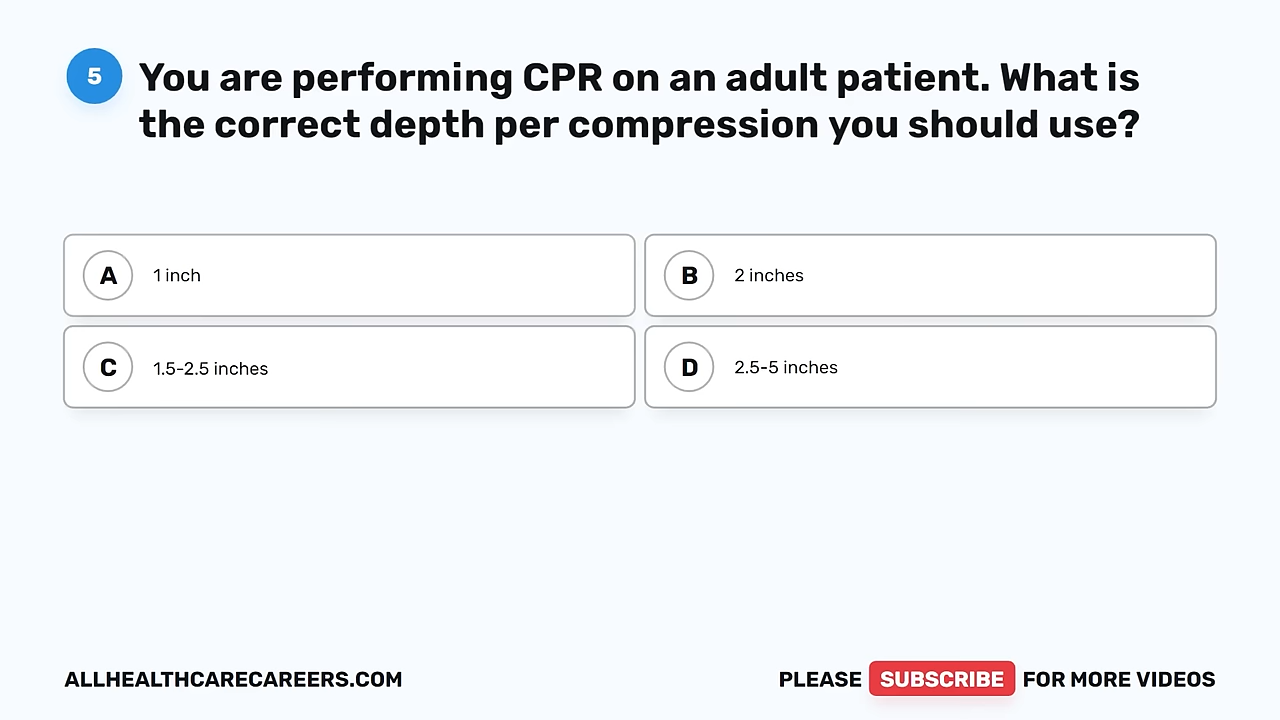 5
You are performing CPR on an adult patient. What is
the correct depth per compression you should use?
A 1 inch
B 2 inches
C 1.5-2.5 inches
D 2.5-5 inches
ALLHEALTHCARECAREERS.COM
PLEASE SUBSCRIBE FOR MORE VIDEOS